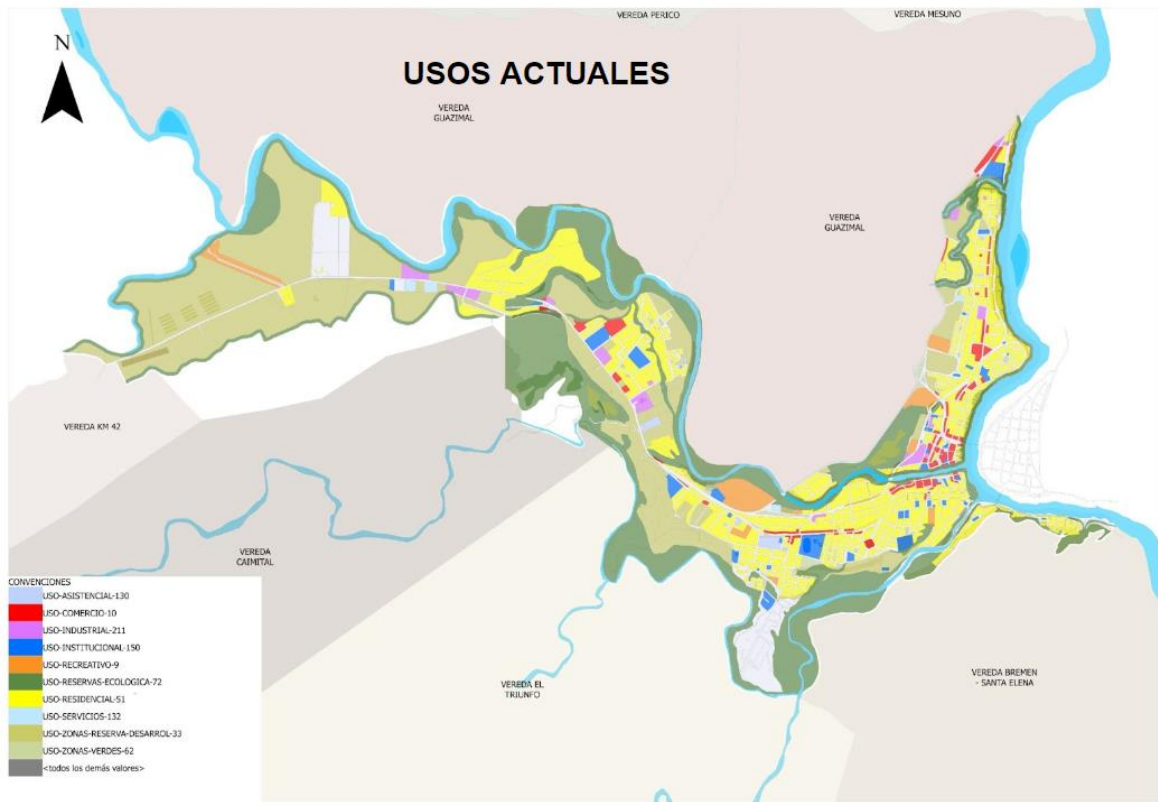 VEREDA PERICO
VEREDA MESUNO
N
USOS ACTUALES
VEREDA
GUAZIMAL
VEREDA
GUAZIMAL
VEREDA KM 42
VEREDA
CAIMITAL
VEREDA EL
TRIUNFO
VEREDA BREMEN
- SANTA ELENA
CONVENCIONES
USO-ASISTENCIAL-130
USO-COMERCIO-10
USO-INDUSTRIAL-211
USO-INSTITUCIONAL-150
USO-RECREATIVO-9
USO-RESERVAS-ECOLOGICA-72
USO-RESIDENCIAL-51
USO-SERVICIOS-132
USO-ZONAS-RESERVA-DESARROL-33
USO-ZONAS-VERDES-62
<todos los demás valores>